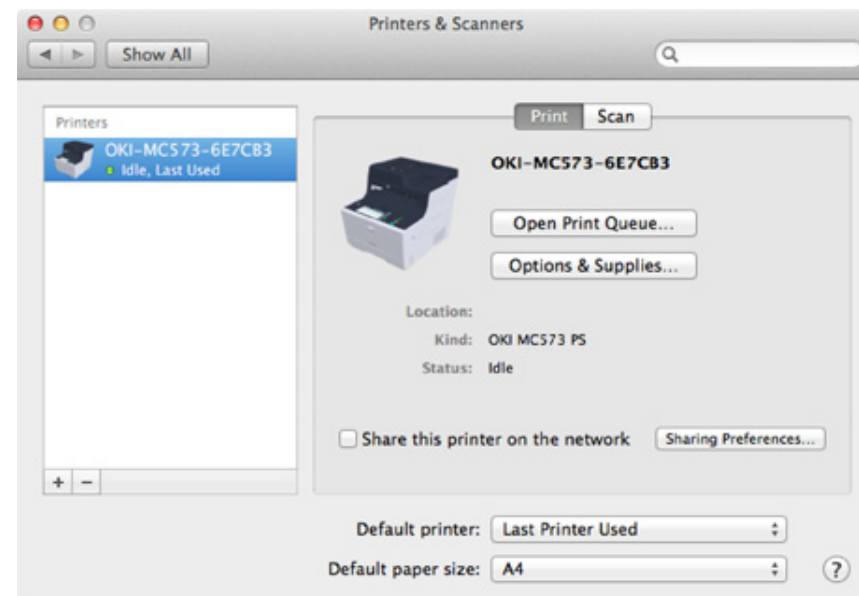 Printers & Scanners
Show All
Printers
OKI-MC573-6E7CB3
Idle, Last Used
Print Scan
OKI-MC573-6E7CB3
Open Print Queue...
Options & Supplies...
Location:
Kind: OKI MC573 PS
Status: Idle
Share this printer on the network Sharing Preferences...
+ −
Default printer: Last Printer Used
Default paper size: A4 ?